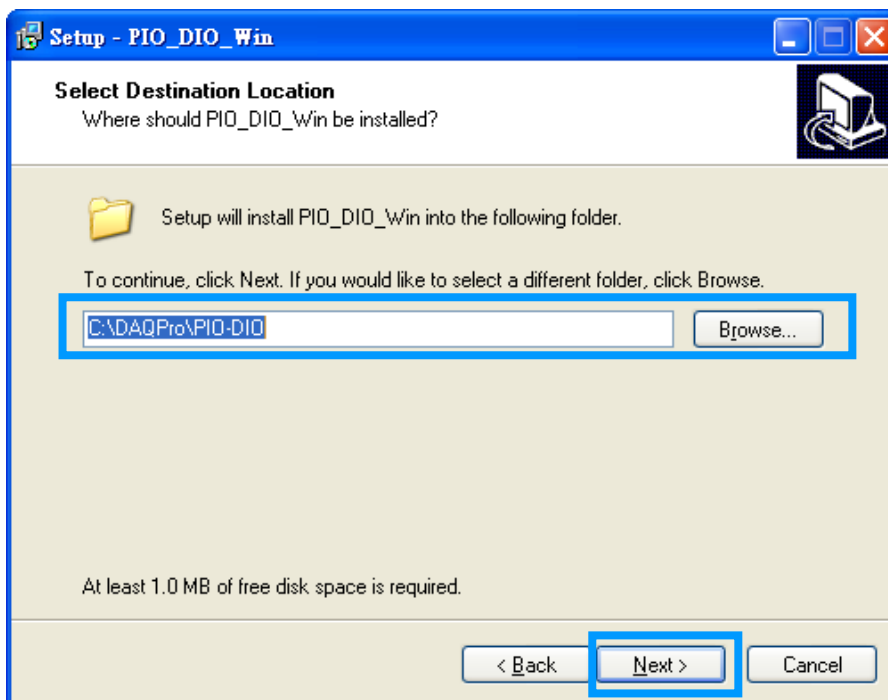 Setup - PIO_DIO_Win
Select Destination Location
Where should PIO_DIO_Win be installed?
Setup will install PIO_DIO_Win into the following folder.
To continue, click Next. If you would like to select a different folder, click Browse.
C:\DAQPro\PIO-DIO
Browse...
At least 1.0 MB of free disk space is required.
< Back
Next >
Cancel